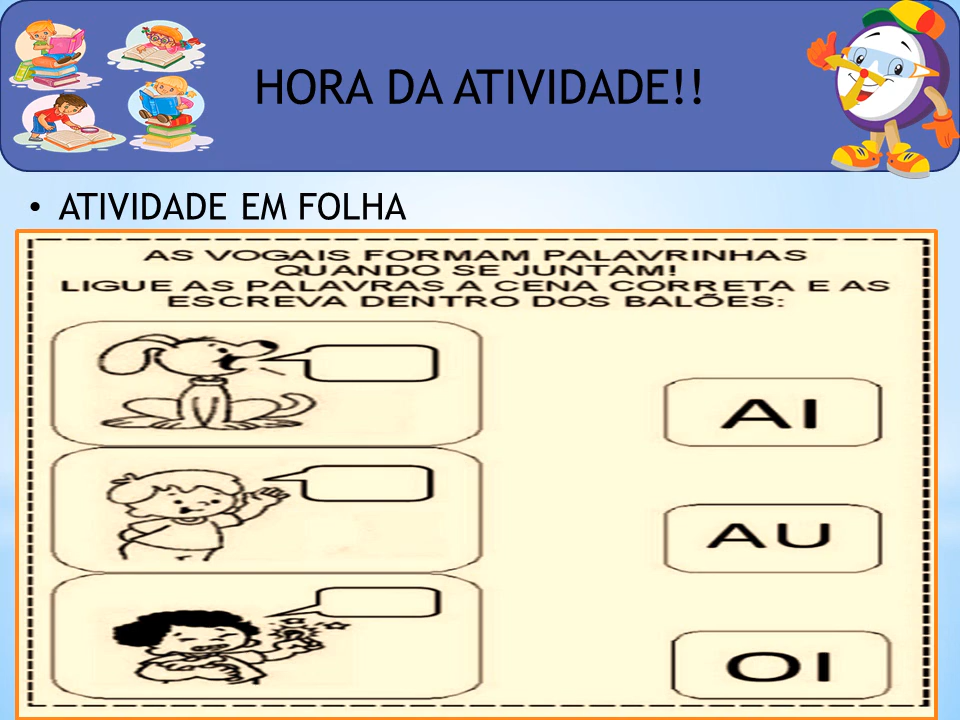 HORA DA ATIVIDADE!!
• ATIVIDADE EM FOLHA
AS VOGAIS FORMAM PALAVRINHAS
QUANDO SE JUNTAM!
LIGUE AS PALAVRAS A CENA CORRETA E AS
ESCREVA DENTRO DOS BALÕES:
AI
AU
OI